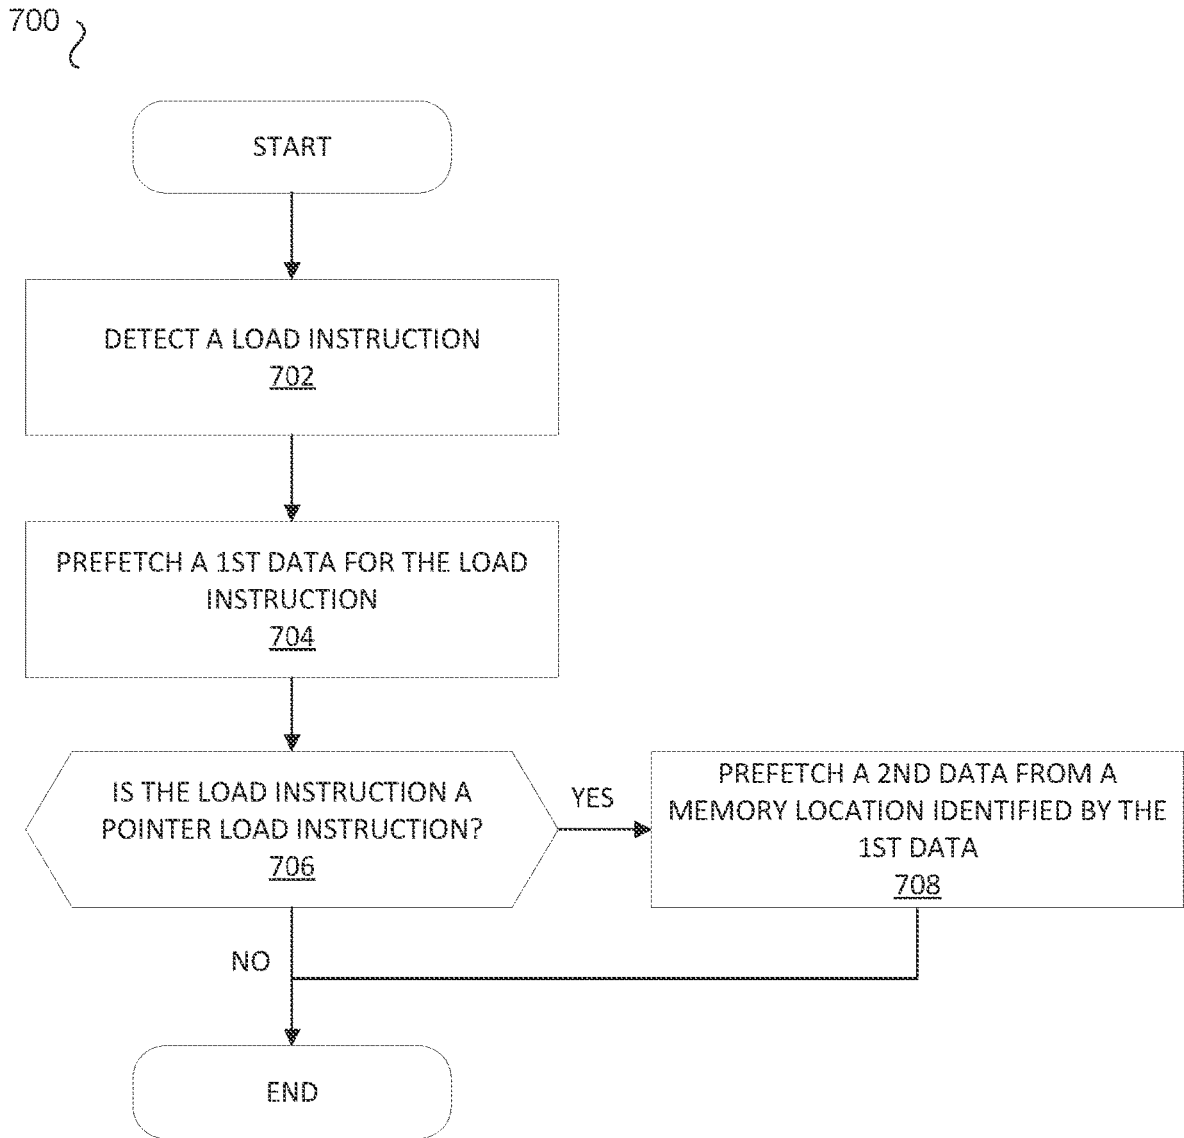 700
START
DETECT A LOAD INSTRUCTION
702
PREFETCH A 1ST DATA FOR THE LOAD
INSTRUCTION
704
IS THE LOAD INSTRUCTION A
POINTER LOAD INSTRUCTION?
706
YES
PREFETCH A 2ND DATA FROM A
MEMORY LOCATION IDENTIFIED BY THE
1ST DATA
708
NO
END